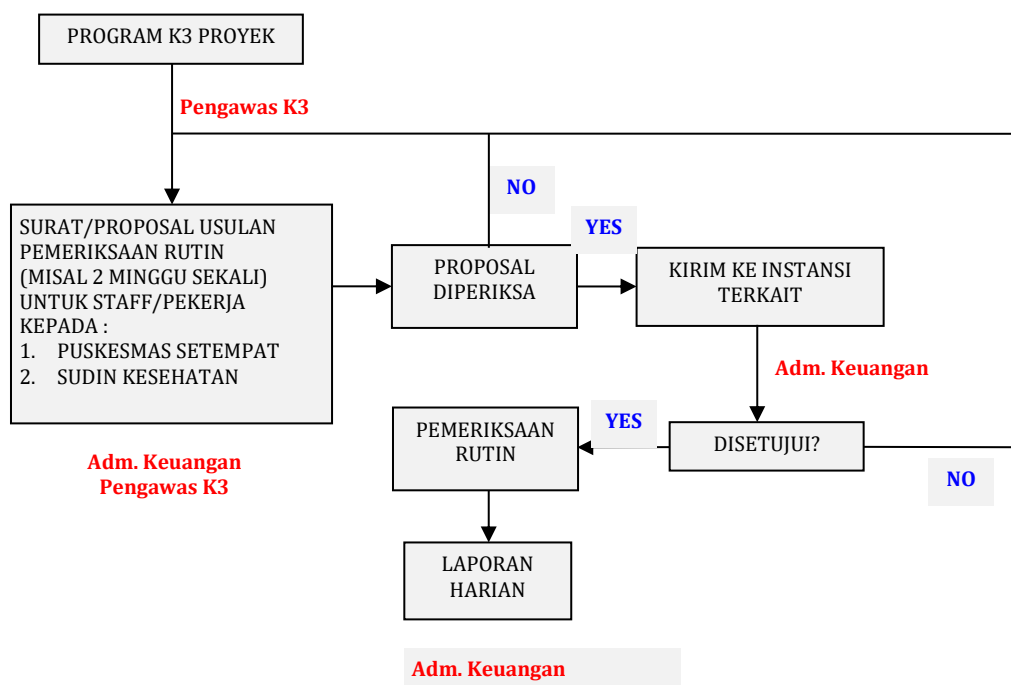 PROGRAM K3 PROYEK
Pengawas K3
NO
YES
SURAT/PROPOSAL USULAN
PEMERIKSAAN RUTIN
(MISAL 2 MINGGU SEKALI)
UNTUK STAFF/PEKERJA
KEPADA :
1. PUSKESMAS SETEMPAT
2. SUDIN KESEHATAN
PROPOSAL
DIPERIKSA
KIRIM KE INSTANSI
TERKAIT
Adm. Keuangan
Adm. Keuangan
Pengawas K3
PEMERIKSAAN
RUTIN
YES
DISETUJUI?
NO
LAPORAN
HARIAN
Adm. Keuangan